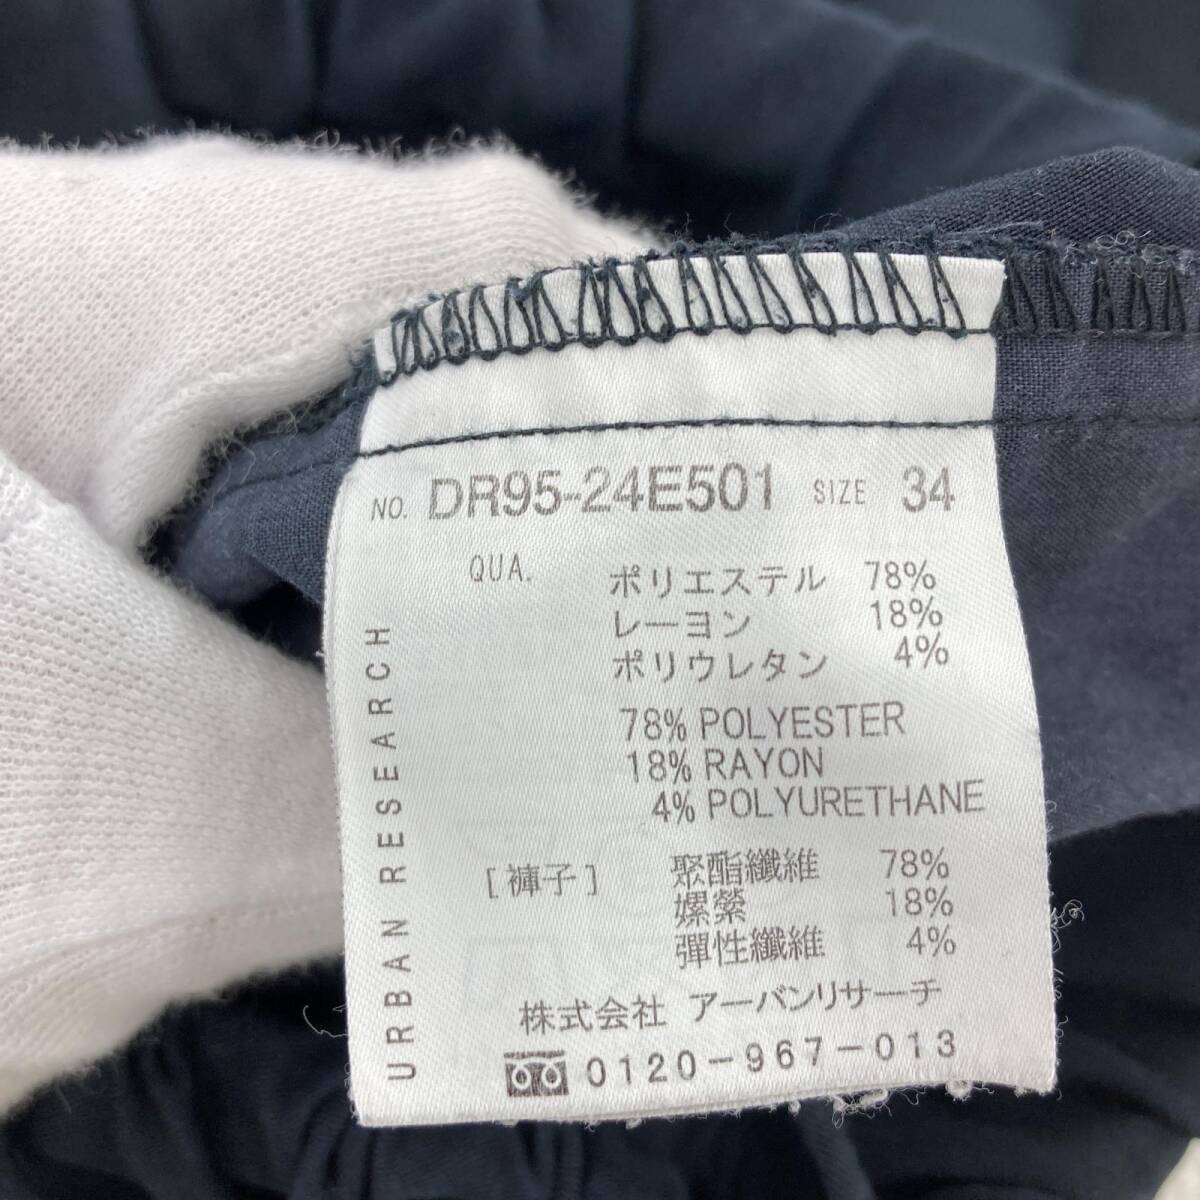 NO. DR95-24E501 SIZE 34
QUA. ポリエステル 78%
レーヨン 18%
ポリウレタン 4%
78% POLYESTER
18% RAYON
4% POLYURETHANE
[褲子] 聚酯纖維 78%
嫘縈 18%
彈性纖維 4%
株式会社 アーバンリサーチ
0120-967-013
URBAN RESEARCH